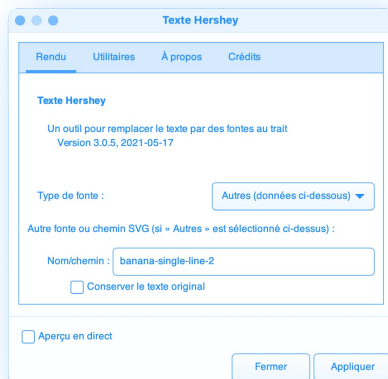 Texte Hershey
Rendu Utilitaires À propos Crédits
Texte Hershey
Un outil pour remplacer le texte par des fontes au trait
Version 3.0.5, 2021-05-17
Type de fonte : Autres (données ci-dessous)
Autre fonte ou chemin SVG (si « Autres » est sélectionné ci-dessus) :
Nom/chemin : banana-single-line-2
Conserver le texte original
Aperçu en direct
Fermer Appliquer